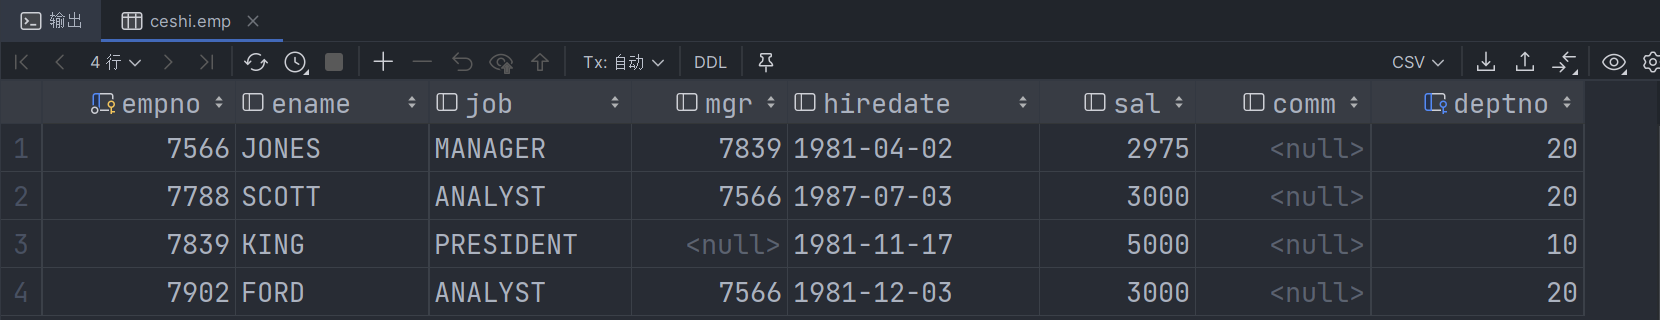 输出 ceshi.emp
4 行 Tx: 自动 DDL CSV
empno ename job mgr hiredate sal comm deptno
1 7566 JONES MANAGER 7839 1981-04-02 2975 <null> 20
2 7788 SCOTT ANALYST 7566 1987-07-03 3000 <null> 20
3 7839 KING PRESIDENT <null> 1981-11-17 5000 <null> 10
4 7902 FORD ANALYST 7566 1981-12-03 3000 <null> 20